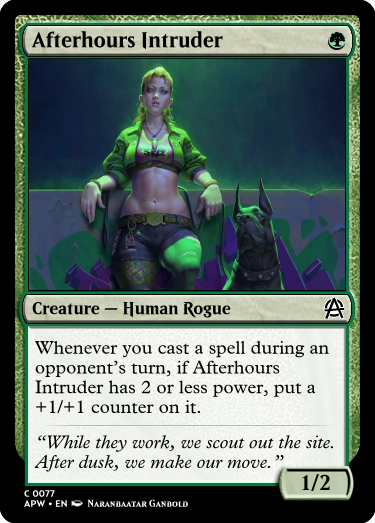 Afterhours Intruder
Creature — Human Rogue
Whenever you cast a spell during an
opponent's turn, if Afterhours
Intruder has 2 or less power, put a
+1/+1 counter on it.
“While they work, we scout out the site.
After dusk, we make our move.”
1/2
C 0077
APW • EN Naranbaatar Ganbold